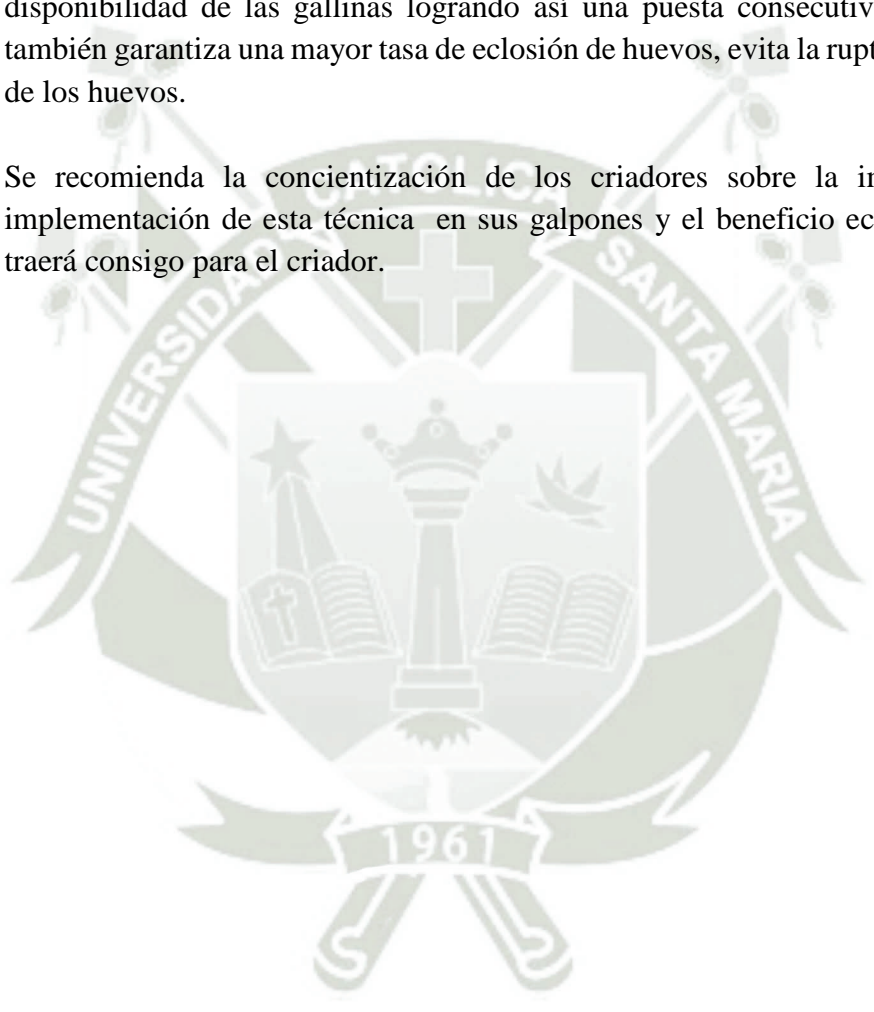 disponibilidad de las gallinas logrando así una puesta consecutiv
también garantiza una mayor tasa de eclosión de huevos, evita la rupt
de los huevos.
Se recomienda la concientización de los criadores sobre la in
implementación de esta técnica en sus galpones y el beneficio ec
traerá consigo para el criador.
UNIVERSIDAD CATOLICA SANTA MARIA
1961